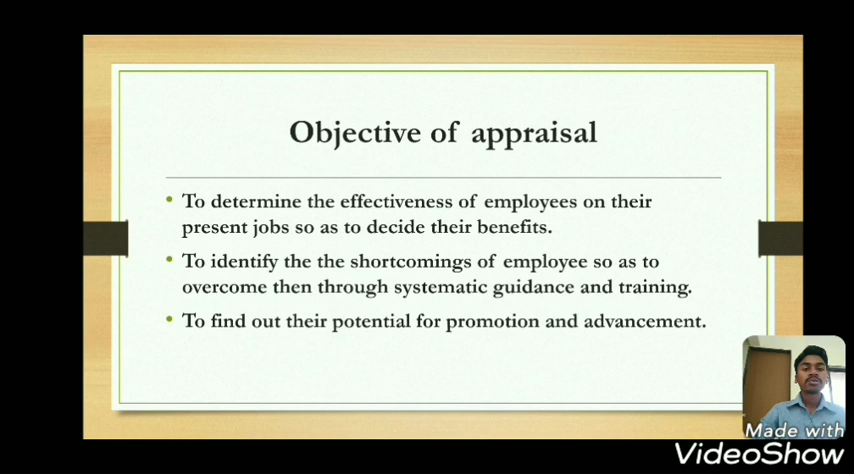 Objective of appraisal
• To determine the effectiveness of employees on their
present jobs so as to decide their benefits.
• To identify the the shortcomings of employee so as to
overcome then through systematic guidance and training.
• To find out their potential for promotion and advancement.
Made with
VideoShow